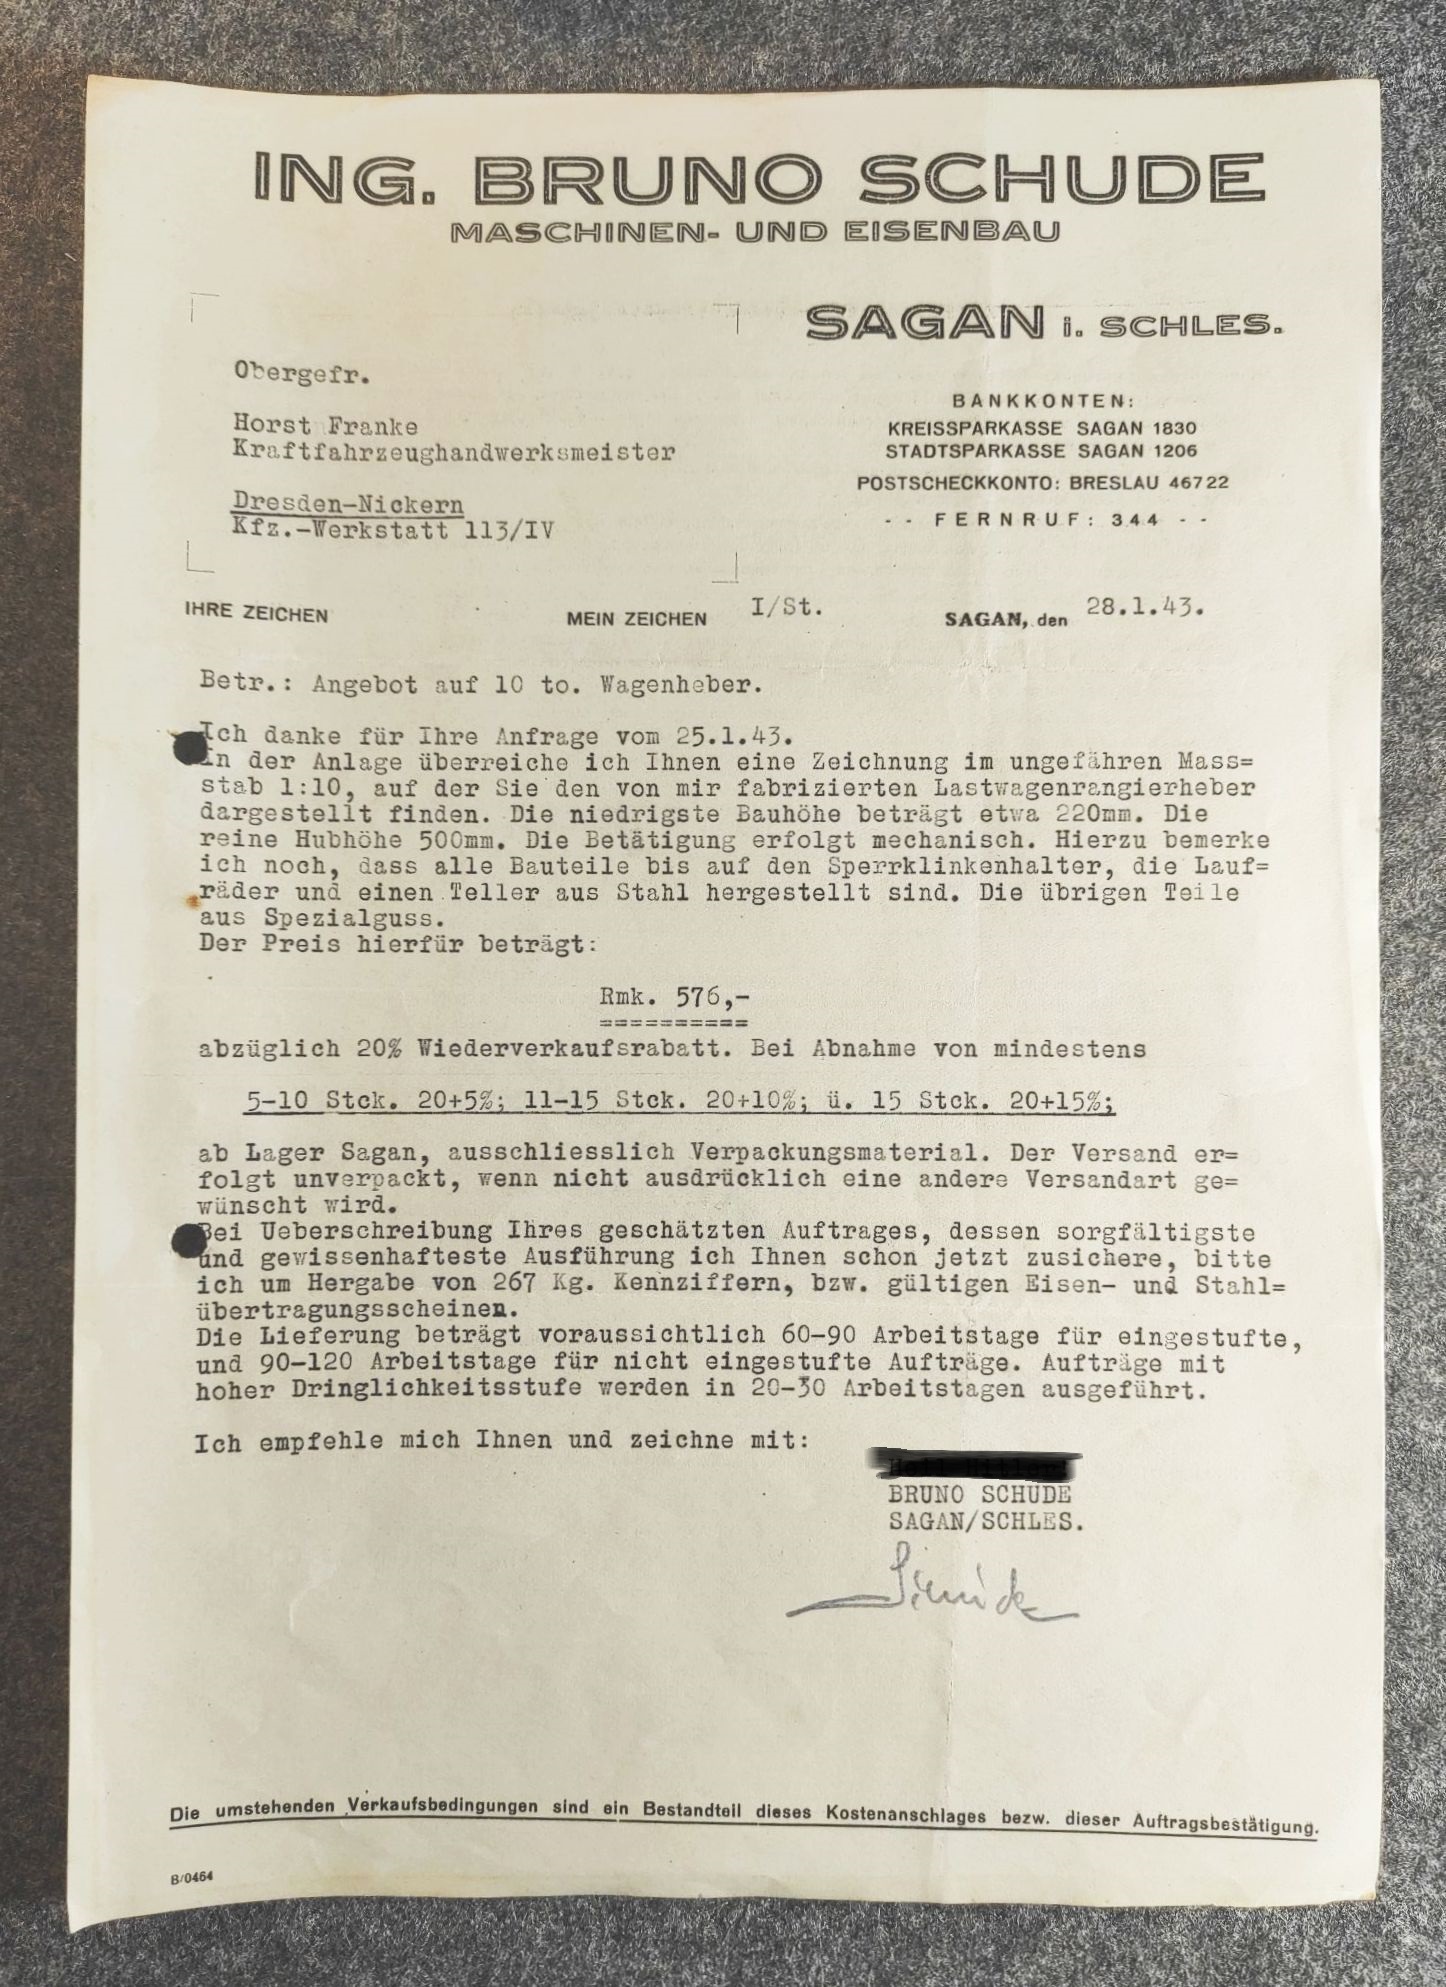 ING. BRUNO SCHUDE
MASCHINEN- UND EISENBAU
SAGAN i. SCHLES.
Obergefr.
Horst Franke
Kraftfahrzeughandwerksmeister
Dresden-Nickern
Kfz.-Werkstatt 113/IV
BANKKONTEN:
KREISSPARKASSE SAGAN 1830
STADTSPARKASSE SAGAN 1206
POSTSCHECKKONTO: BRESLAU 46722
-- FERNRUF: 344 --
IHRE ZEICHEN MEIN ZEICHEN I/St. SAGAN, den 28.1.43.
Betr.: Angebot auf 10 to. Wagenheber.
Ich danke für Ihre Anfrage vom 25.1.43.
In der Anlage überreiche ich Ihnen eine Zeichnung im ungefähren Mass=
stab 1:10, auf der Sie den von mir fabrizierten Lastwagenrangierheber
dargestellt finden. Die niedrigste Bauhöhe beträgt etwa 220mm. Die
reine Hubhöhe 500mm. Die Betätigung erfolgt mechanisch. Hierzu bemerke
ich noch, dass alle Bauteile bis auf den Sperrklinkenhalter, die Lauf=
räder und einen Teller aus Stahl hergestellt sind. Die übrigen Teile
aus Spezialguss.
Der Preis hierfür beträgt:
Rmk. 576,-
==========
abzüglich 20% Wiederverkaufsrabatt. Bei Abnahme von mindestens
5-10 Stck. 20+5%; 11-15 Stck. 20+10%; ü. 15 Stck. 20+15%;
ab Lager Sagan, ausschliesslich Verpackungsmaterial. Der Versand er=
folgt unverpackt, wenn nicht ausdrücklich eine andere Versandart ge=
wünscht wird.
Bei Ueberschreibung Ihres geschätzten Auftrages, dessen sorgfältigste
und gewissenhafteste Ausführung ich Ihnen schon jetzt zusichere, bitte
ich um Hergabe von 267 Kg. Kennziffern, bzw. gültigen Eisen- und Stahl=
übertragungsscheinen.
Die Lieferung beträgt voraussichtlich 60-90 Arbeitstage für eingestufte,
und 90-120 Arbeitstage für nicht eingestufte Aufträge. Aufträge mit
hoher Dringlichkeitsstufe werden in 20-30 Arbeitstagen ausgeführt.
Ich empfehle mich Ihnen und zeichne mit:
BRUNO SCHUDE
SAGAN/SCHLES.
Die umstehenden Verkaufsbedingungen sind ein Bestandteil dieses Kostenanschlages bezw. dieser Auftragsbestätigung.
B/0464